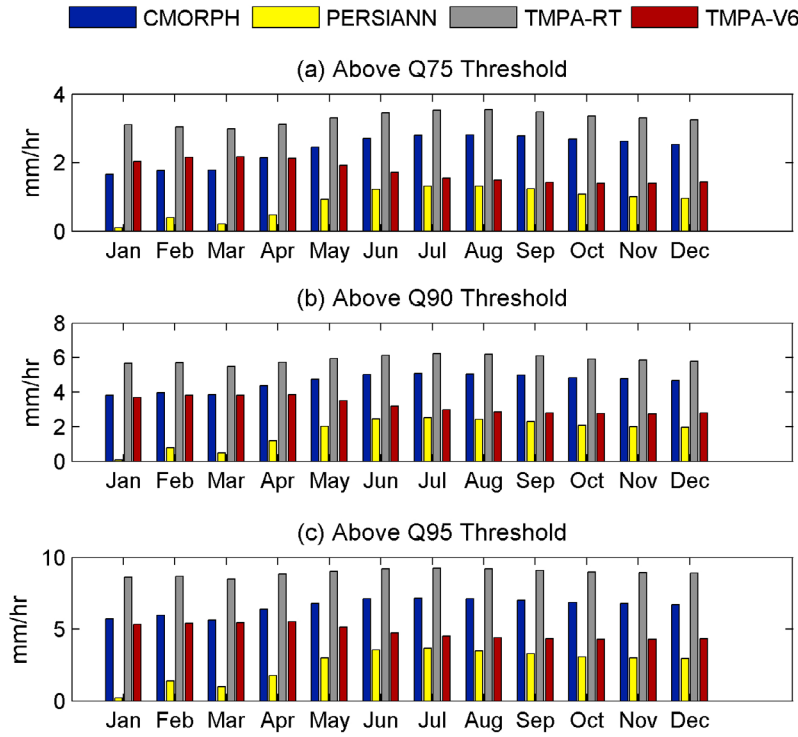 CMORPH PERSIANN TMPA-RT TMPA-V6
(a) Above Q75 Threshold
4
2
0
mm/hr
Jan Feb Mar Apr May Jun Jul Aug Sep Oct Nov Dec
(b) Above Q90 Threshold
8
6
4
2
0
mm/hr
Jan Feb Mar Apr May Jun Jul Aug Sep Oct Nov Dec
(c) Above Q95 Threshold
10
5
0
mm/hr
Jan Feb Mar Apr May Jun Jul Aug Sep Oct Nov Dec